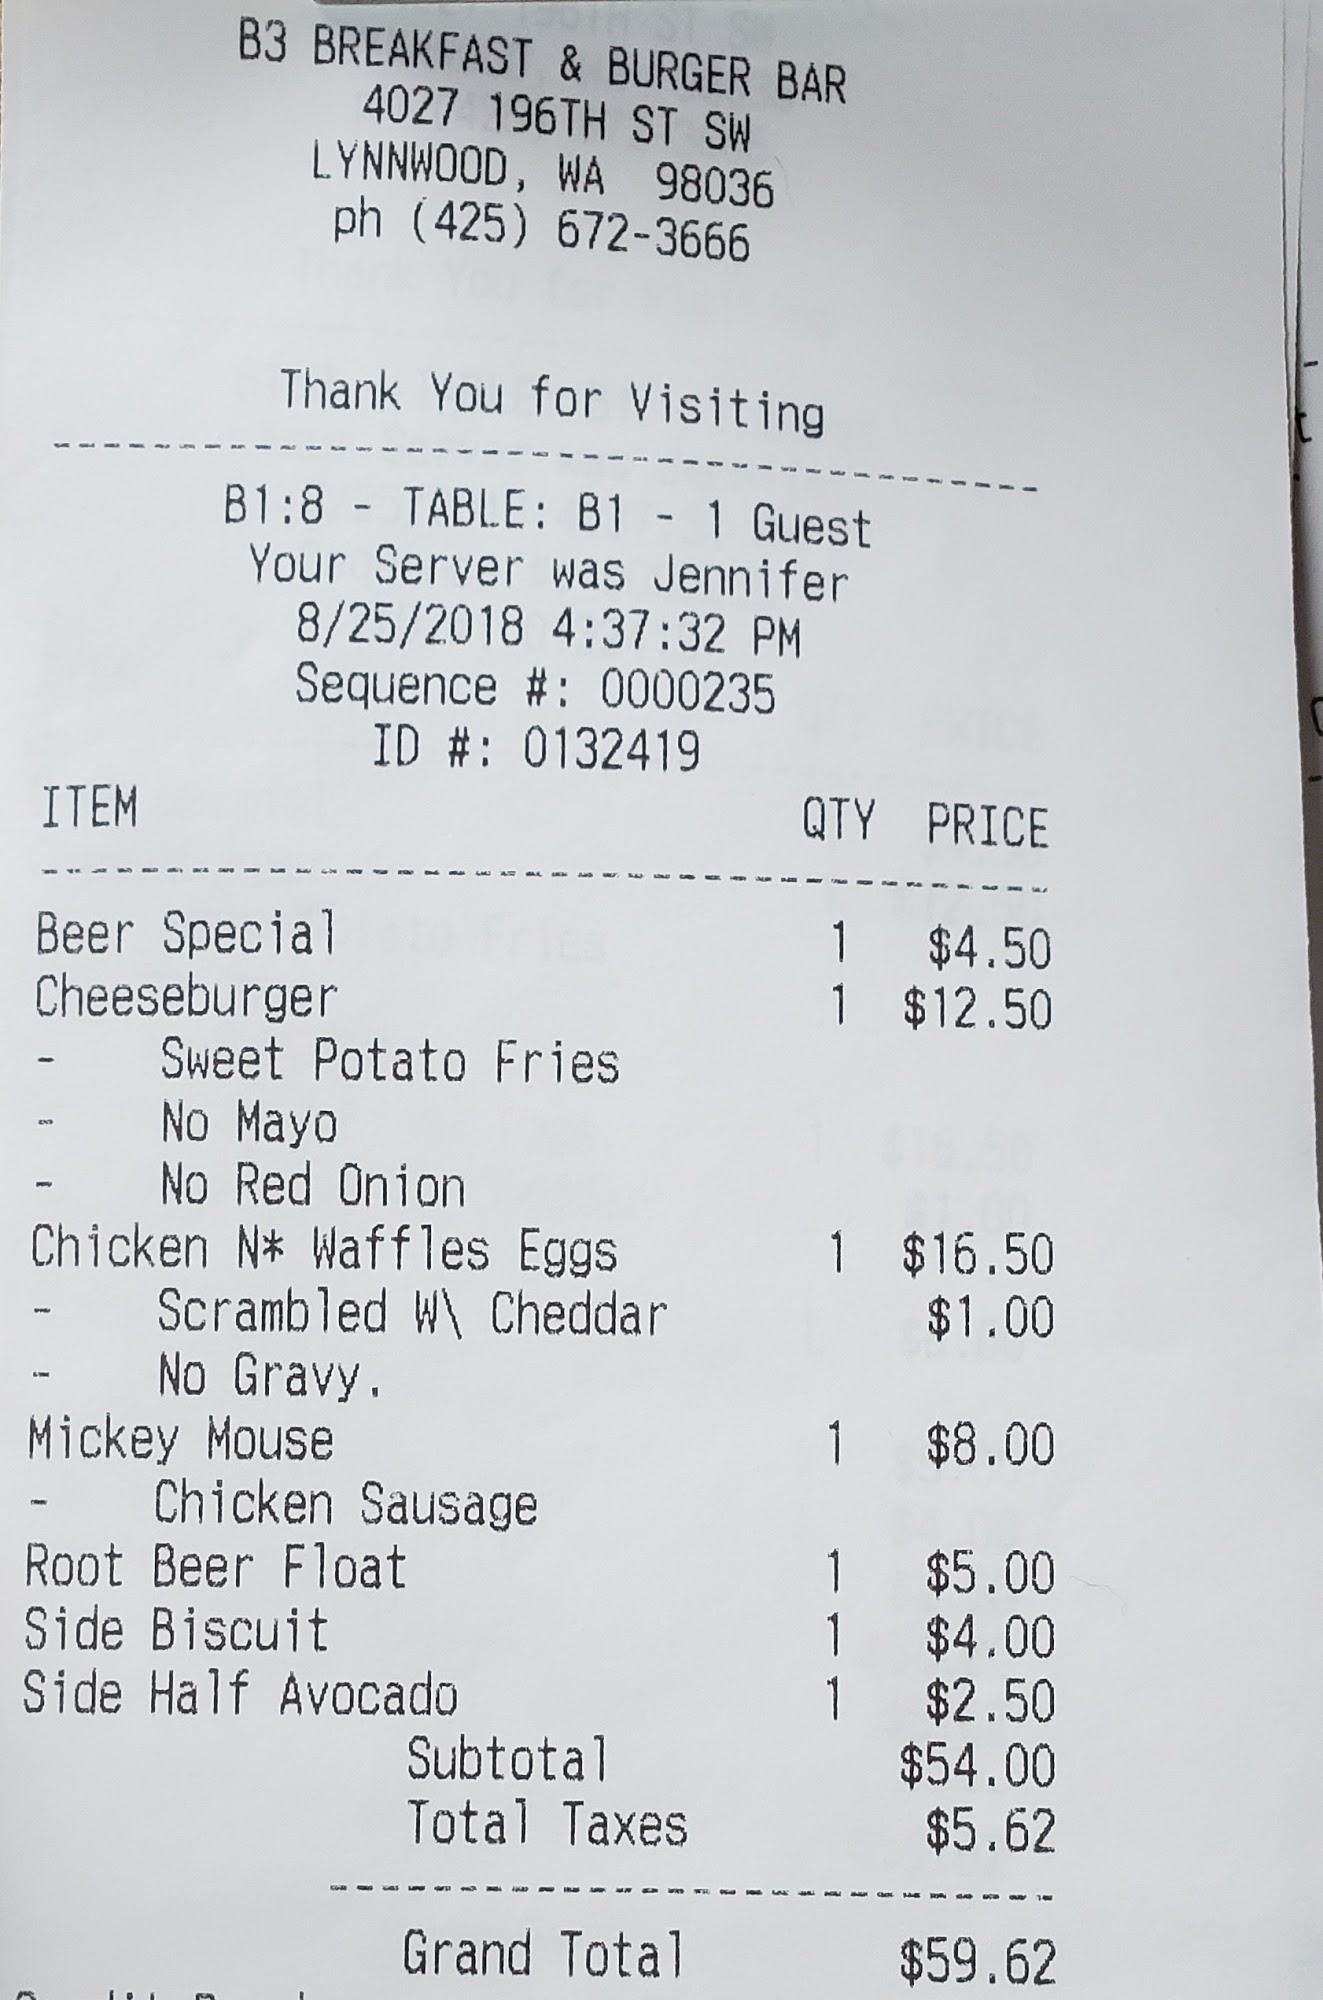 B3 BREAKFAST & BURGER BAR
4027 196TH ST SW
LYNNWOOD, WA 98036
ph (425) 672-3666
Thank You for Visiting
B1:8 - TABLE: B1 - 1 Guest
Your Server was Jennifer
8/25/2018 4:37:32 PM
Sequence #: 0000235
ID #: 0132419
ITEM QTY PRICE
Beer Special 1 $4.50
Cheeseburger 1 $12.50
- Sweet Potato Fries
- No Mayo
- No Red Onion
Chicken N* Waffles Eggs 1 $16.50
- Scrambled W\ Cheddar $1.00
- No Gravy.
Mickey Mouse 1 $8.00
- Chicken Sausage
Root Beer Float 1 $5.00
Side Biscuit 1 $4.00
Side Half Avocado 1 $2.50
Subtotal $54.00
Total Taxes $5.62
Grand Total $59.62